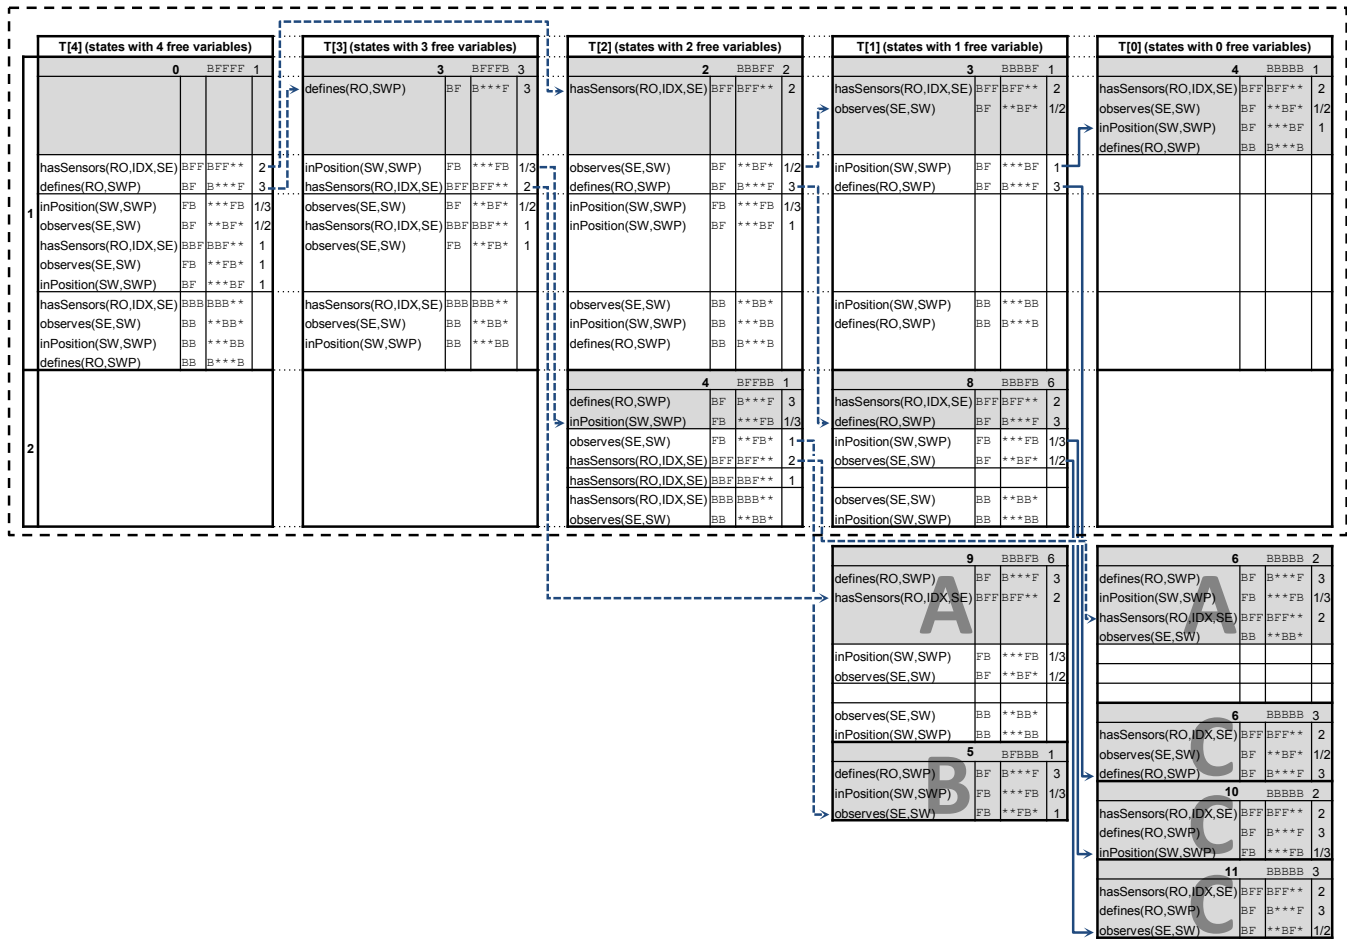 T[4] (states with 4 free variables) T[3] (states with 3 free variables) T[2] (states with 2 free variables) T[1] (states with 1 free variable) T[0] (states with 0 free variables)
1
0 BFFFF 1
hasSensors(RO,IDX,SE) BFF BFF** 2
defines(RO,SWP) BF B***F 3
inPosition(SW,SWP) FB ***FB 1/3
observes(SE,SW) BF **BF* 1/2
hasSensors(RO,IDX,SE) BBF BBF** 1
observes(SE,SW) FB **FB* 1
inPosition(SW,SWP) BF ***BF 1
hasSensors(RO,IDX,SE) BBB BBB**
observes(SE,SW) BB **BB*
inPosition(SW,SWP) BB ***BB
defines(RO,SWP) BB B***B
3 BFFFB 3
defines(RO,SWP) BF B***F 3
inPosition(SW,SWP) FB ***FB 1/3
hasSensors(RO,IDX,SE) BFF BFF** 2
observes(SE,SW) BF **BF* 1/2
hasSensors(RO,IDX,SE) BBF BBF** 1
observes(SE,SW) FB **FB* 1
hasSensors(RO,IDX,SE) BBB BBB**
observes(SE,SW) BB **BB*
inPosition(SW,SWP) BB ***BB
2 BBBFF 2
hasSensors(RO,IDX,SE) BFF BFF** 2
observes(SE,SW) BF **BF* 1/2
defines(RO,SWP) BF B***F 3
inPosition(SW,SWP) FB ***FB 1/3
inPosition(SW,SWP) BF ***BF 1
observes(SE,SW) BB **BB*
inPosition(SW,SWP) BB ***BB
defines(RO,SWP) BB B***B
3 BBBBF 1
hasSensors(RO,IDX,SE) BFF BFF** 2
observes(SE,SW) BF **BF* 1/2
inPosition(SW,SWP) BF ***BF 1
defines(RO,SWP) BF B***F 3
inPosition(SW,SWP) BB ***BB
defines(RO,SWP) BB B***B
4 BBBBB 1
hasSensors(RO,IDX,SE) BFF BFF** 2
observes(SE,SW) BF **BF* 1/2
inPosition(SW,SWP) BF ***BF 1
defines(RO,SWP) BB B***B
2
4 BFFBB 1
defines(RO,SWP) BF B***F 3
inPosition(SW,SWP) FB ***FB 1/3
observes(SE,SW) FB **FB* 1
hasSensors(RO,IDX,SE) BFF BFF** 2
hasSensors(RO,IDX,SE) BBF BBF** 1
hasSensors(RO,IDX,SE) BBB BBB**
observes(SE,SW) BB **BB*
8 BBBFB 6
hasSensors(RO,IDX,SE) BFF BFF** 2
defines(RO,SWP) BF B***F 3
inPosition(SW,SWP) FB ***FB 1/3
observes(SE,SW) BF **BF* 1/2
observes(SE,SW) BB **BB*
inPosition(SW,SWP) BB ***BB
9 BBBFB 6
A
defines(RO,SWP) BF B***F 3
hasSensors(RO,IDX,SE) BFF BFF** 2
inPosition(SW,SWP) FB ***FB 1/3
observes(SE,SW) BF **BF* 1/2
observes(SE,SW) BB **BB*
inPosition(SW,SWP) BB ***BB
5 BFBBB 1
B
defines(RO,SWP) BF B***F 3
inPosition(SW,SWP) FB ***FB 1/3
observes(SE,SW) FB **FB* 1
6 BBBBB 2
A
defines(RO,SWP) BF B***F 3
inPosition(SW,SWP) FB ***FB 1/3
hasSensors(RO,IDX,SE) BFF BFF** 2
observes(SE,SW) BB **BB*
6 BBBBB 3
C
hasSensors(RO,IDX,SE) BFF BFF** 2
observes(SE,SW) BF **BF* 1/2
defines(RO,SWP) BF B***F 3
10 BBBBB 2
C
hasSensors(RO,IDX,SE) BFF BFF** 2
defines(RO,SWP) BF B***F 3
inPosition(SW,SWP) FB ***FB 1/3
11 BBBBB 3
C
hasSensors(RO,IDX,SE) BFF BFF** 2
defines(RO,SWP) BF B***F 3
observes(SE,SW) BF **BF* 1/2